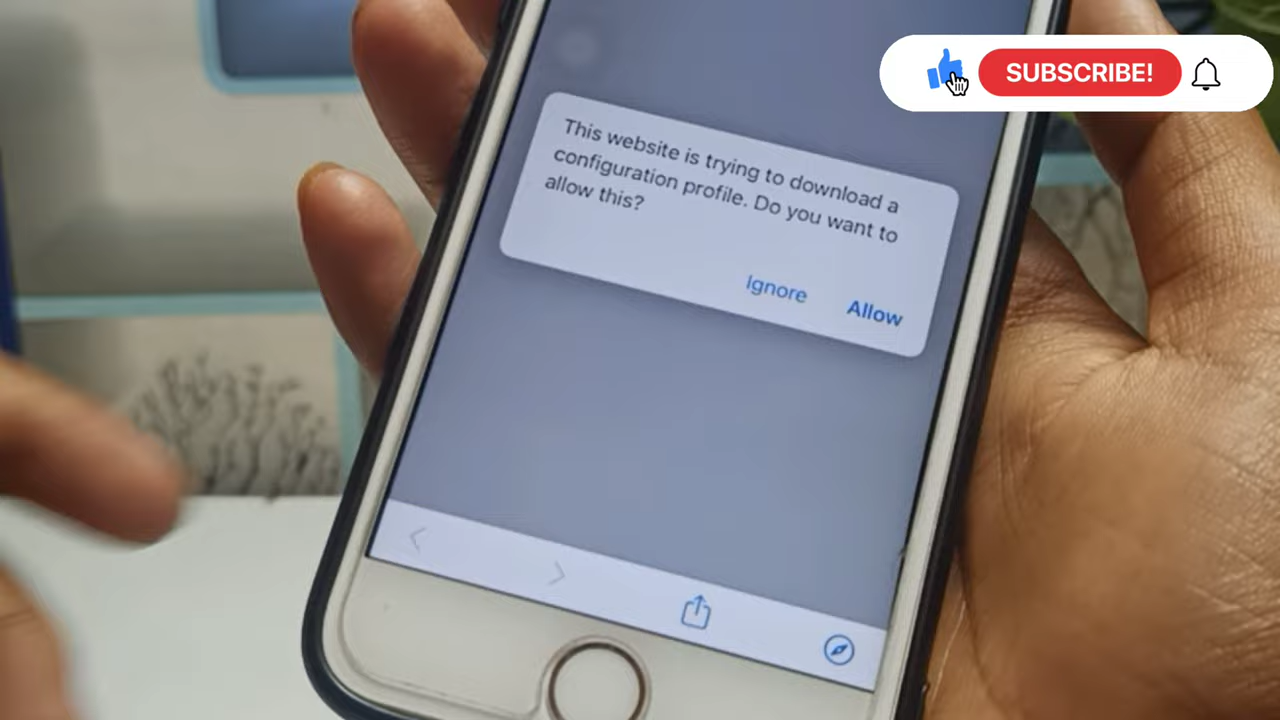 SUBSCRIBE!
This website is trying to download a
configuration profile. Do you want to
allow this?
Ignore
Allow